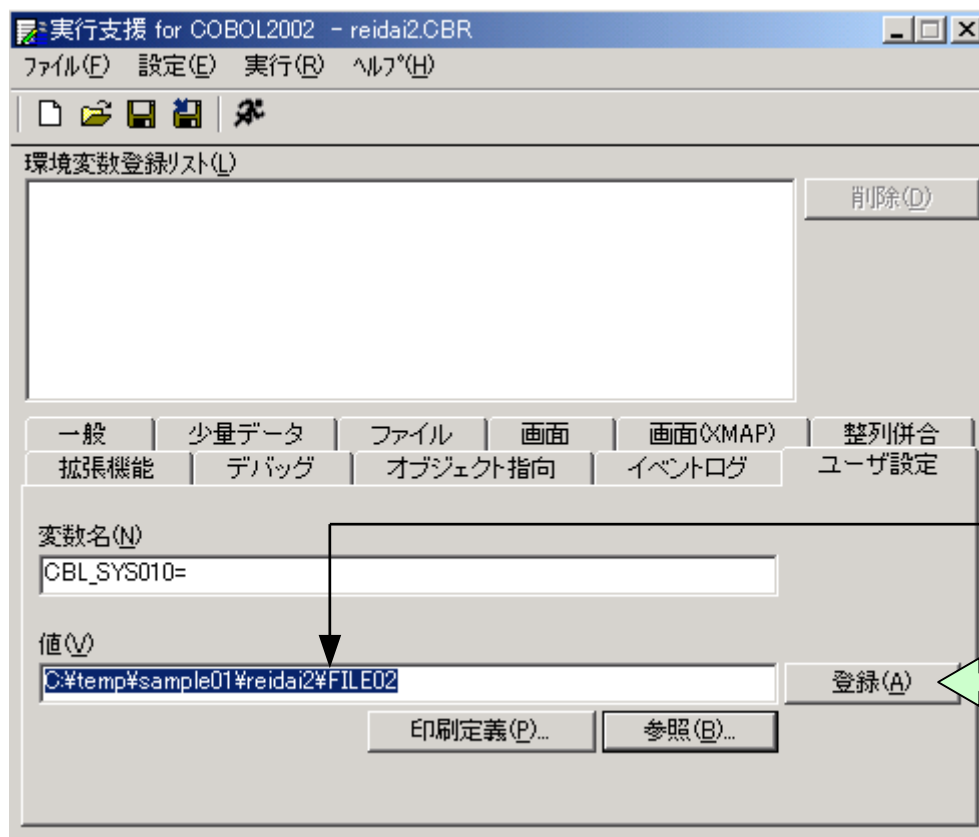 実行支援 for COBOL2002 - reidai2.CBR
ファイル(F) 設定(E) 実行(R) ヘルプ(H)
環境変数登録リスト(L)
削除(D)
一般 少量データ ファイル 画面 画面(XMAP) 整列併合
拡張機能 デバッグ オブジェクト指向 イベントログ ユーザ設定
変数名(N)
CBL_SYS010=
値(V)
C:¥temp¥sample01¥reidai2¥FILE02
登録(A)
印刷定義(P)... 参照(B)...